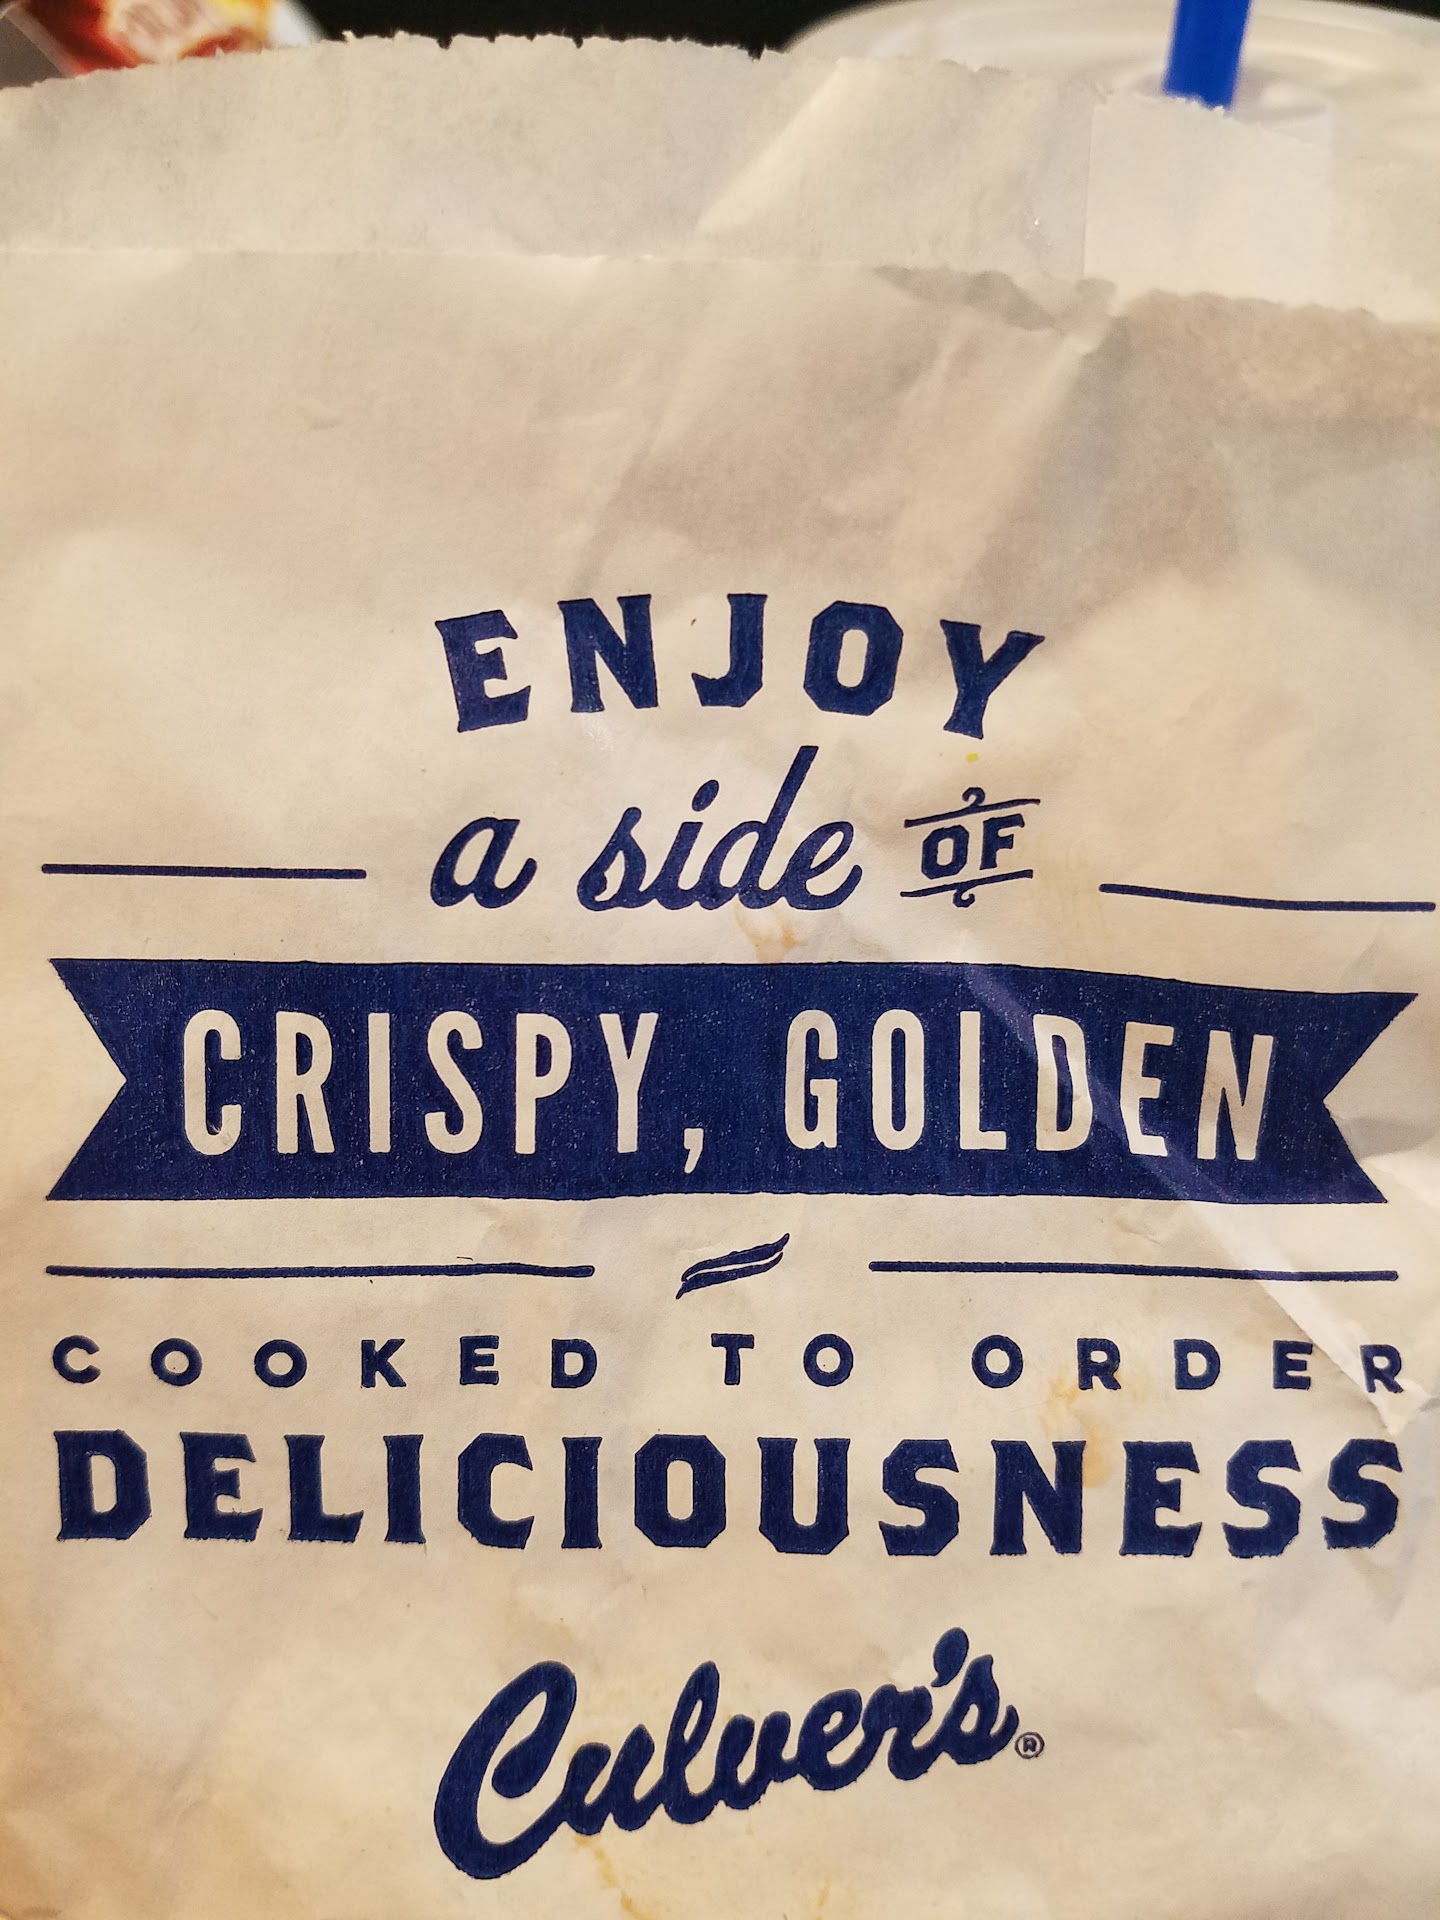 ENJOY
a side OF
CRISPY, GOLDEN
COOKED TO ORDER
DELICIOUSNESS
Culver's®